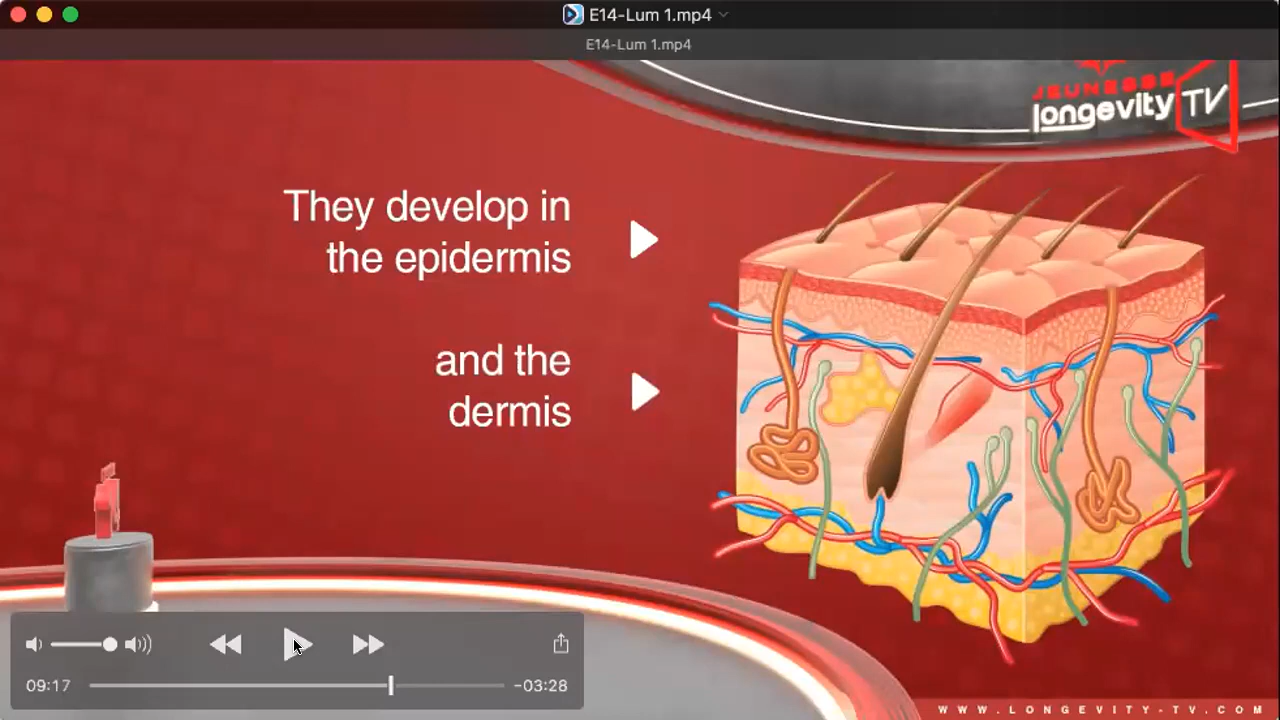 E14-Lum 1.mp4
E14-Lum 1.mp4
JEUNESSE
longevity TV
They develop in
the epidermis
and the
dermis
09:17
-03:28
WWW.LONGEVITY-TV.COM